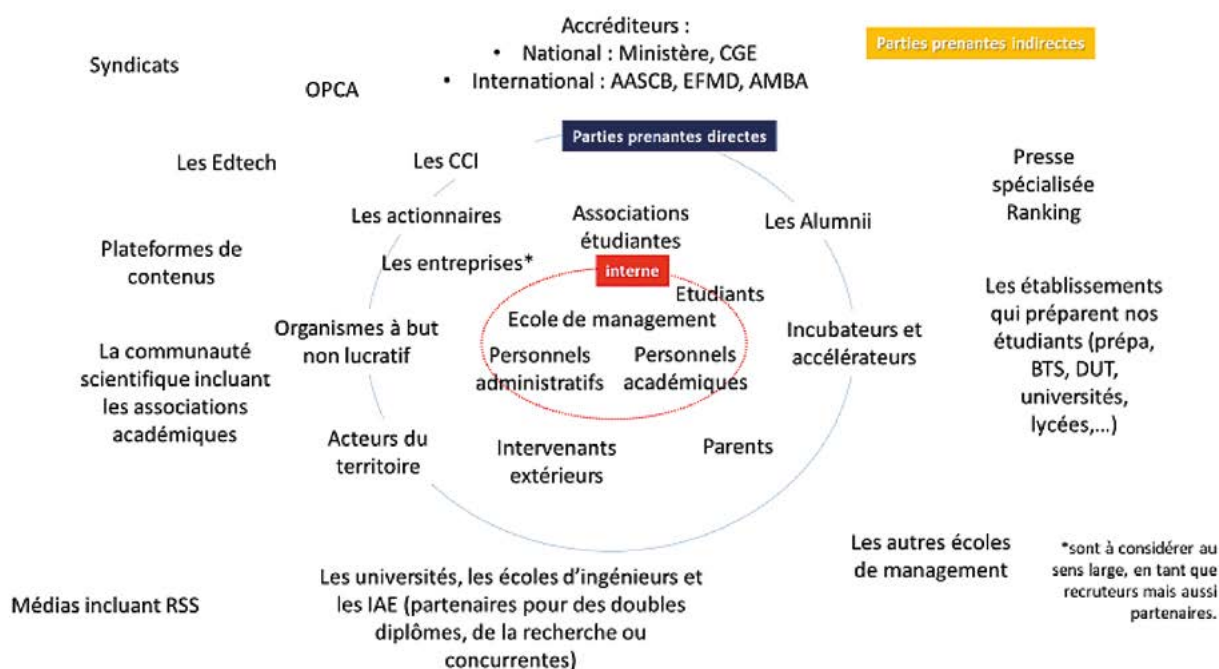 Accréditeurs :
• National : Ministère, CGE
• International : AASCB, EFMD, AMBA
Parties prenantes indirectes
Syndicats
OPCA
Parties prenantes directes
Les Edtech
Les CCI
Presse
spécialisée
Ranking
Les actionnaires
Associations
étudiantes
Les Alumnii
Plateformes de
contenus
Les entreprises*
interne
Etudiants
Les établissements
qui préparent nos
étudiants (prépa,
BTS, DUT,
universités,
lycées,...)
Ecole de management
Organismes à but
non lucratif
Incubateurs et
accélérateurs
Personnels
administratifs
Personnels
académiques
La communauté
scientifique incluant
les associations
académiques
Acteurs du
territoire
Intervenants
extérieurs
Parents
Les autres écoles
de management
*sont à considérer au
sens large, en tant que
recruteurs mais aussi
partenaires.
Médias incluant RSS
Les universités, les écoles d'ingénieurs et
les IAE (partenaires pour des doubles
diplômes, de la recherche ou
concurrentes)